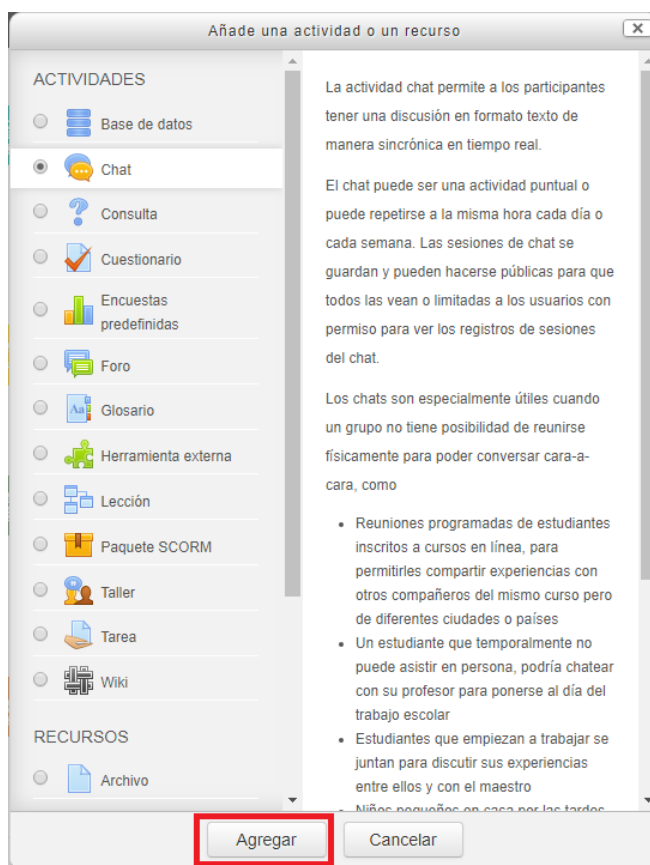 Añade una actividad o un recurso
ACTIVIDADES
Base de datos
Chat
Consulta
Cuestionario
Encuestas
predefinidas
Foro
Glosario
Herramienta externa
Lección
Paquete SCORM
Taller
Tarea
Wiki
RECURSOS
Archivo
La actividad chat permite a los participantes
tener una discusión en formato texto de
manera sincrónica en tiempo real.
El chat puede ser una actividad puntual o
puede repetirse a la misma hora cada día o
cada semana. Las sesiones de chat se
guardan y pueden hacerse públicas para que
todos las vean o limitadas a los usuarios con
permiso para ver los registros de sesiones
del chat.
Los chats son especialmente útiles cuando
un grupo no tiene posibilidad de reunirse
físicamente para poder conversar cara-a-
cara, como
• Reuniones programadas de estudiantes
inscritos a cursos en línea, para
permitirles compartir experiencias con
otros compañeros del mismo curso pero
de diferentes ciudades o países
• Un estudiante que temporalmente no
puede asistir en persona, podría chatear
con su profesor para ponerse al día del
trabajo escolar
• Estudiantes que empiezan a trabajar se
juntan para discutir sus experiencias
entre ellos y con el maestro
• Niños pequeños en casa por las tardes
Agregar
Cancelar